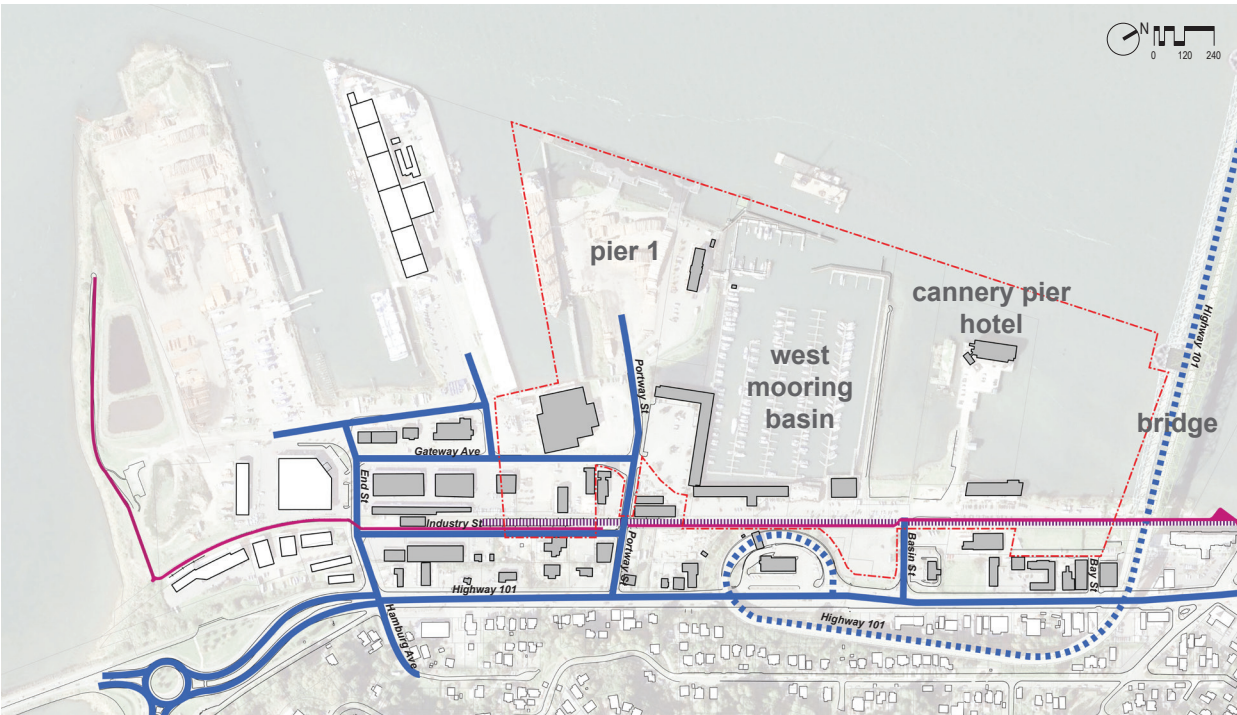 N
0 120 240
pier 1
cannery pier
hotel
Highway 101
west
mooring
basin
Portway St
bridge
Gateway Ave
End St
Industry St
Portway St
Basin St
Bay St
Highway 101
Highway 101
Hamburg Ave